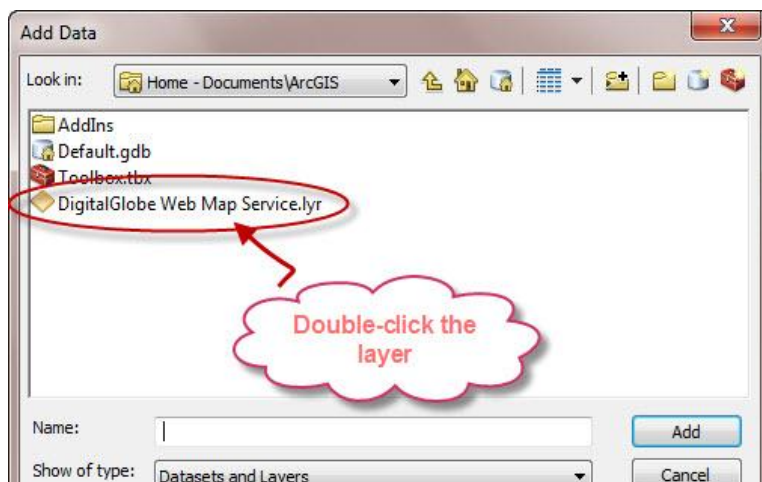 Add Data
Look in: Home - Documents\ArcGIS
AddIns
Default.gdb
Toolbox.tbx
DigitalGlobe Web Map Service.lyr
Double-click the
layer
Name: Add
Show of type: Datasets and Layers Cancel